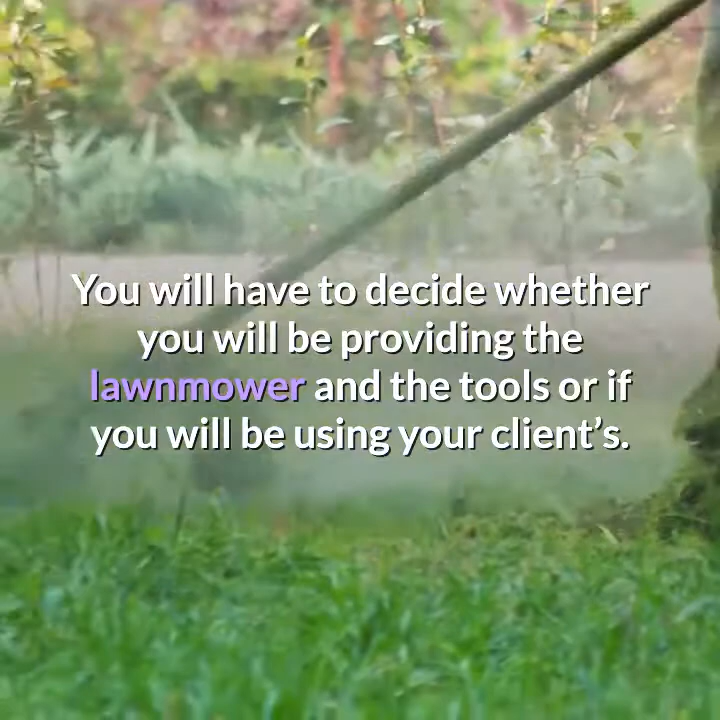 You will have to decide whether
you will be providing the
lawnmower and the tools or if
you will be using your client’s.